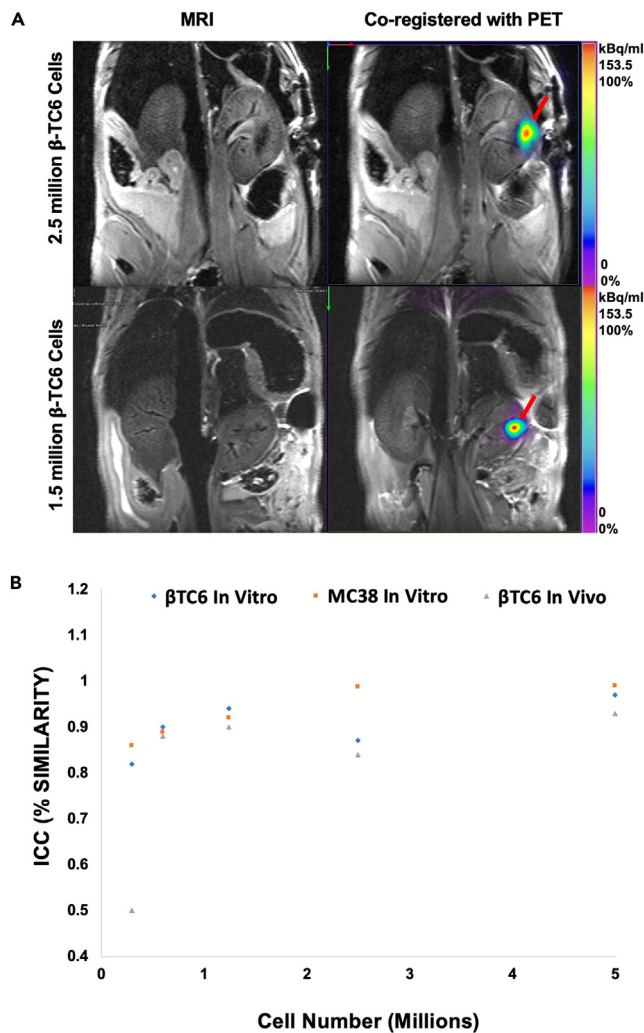 A
MRI
Co-registered with PET
2.5 million β-TC6 Cells
kBq/ml
153.5
100%
0
0%
1.5 million β-TC6 Cells
kBq/ml
153.5
100%
0
0%
B
βTC6 In Vitro
MC38 In Vitro
βTC6 In Vivo
1.2
1.1
1
0.9
0.8
0.7
0.6
0.5
0.4
ICC (% SIMILARITY)
0
1
2
3
4
5
Cell Number (Millions)